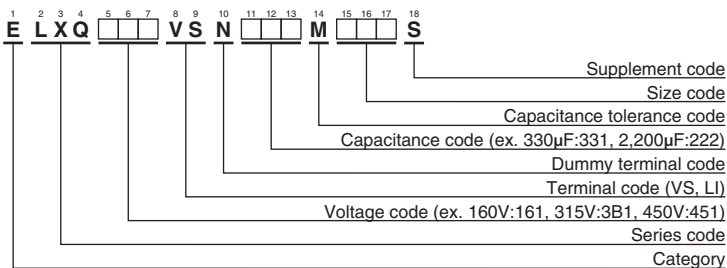 1 2 3 4 5 6 7 8 9 10 11 12 13 14 15 16 17 18
E L X Q □□□ V S N □□□ M □□□ S
Supplement code
Size code
Capacitance tolerance code
Capacitance code (ex. 330µF:331, 2,200µF:222)
Dummy terminal code
Terminal code (VS, LI)
Voltage code (ex. 160V:161, 315V:3B1, 450V:451)
Series code
Category